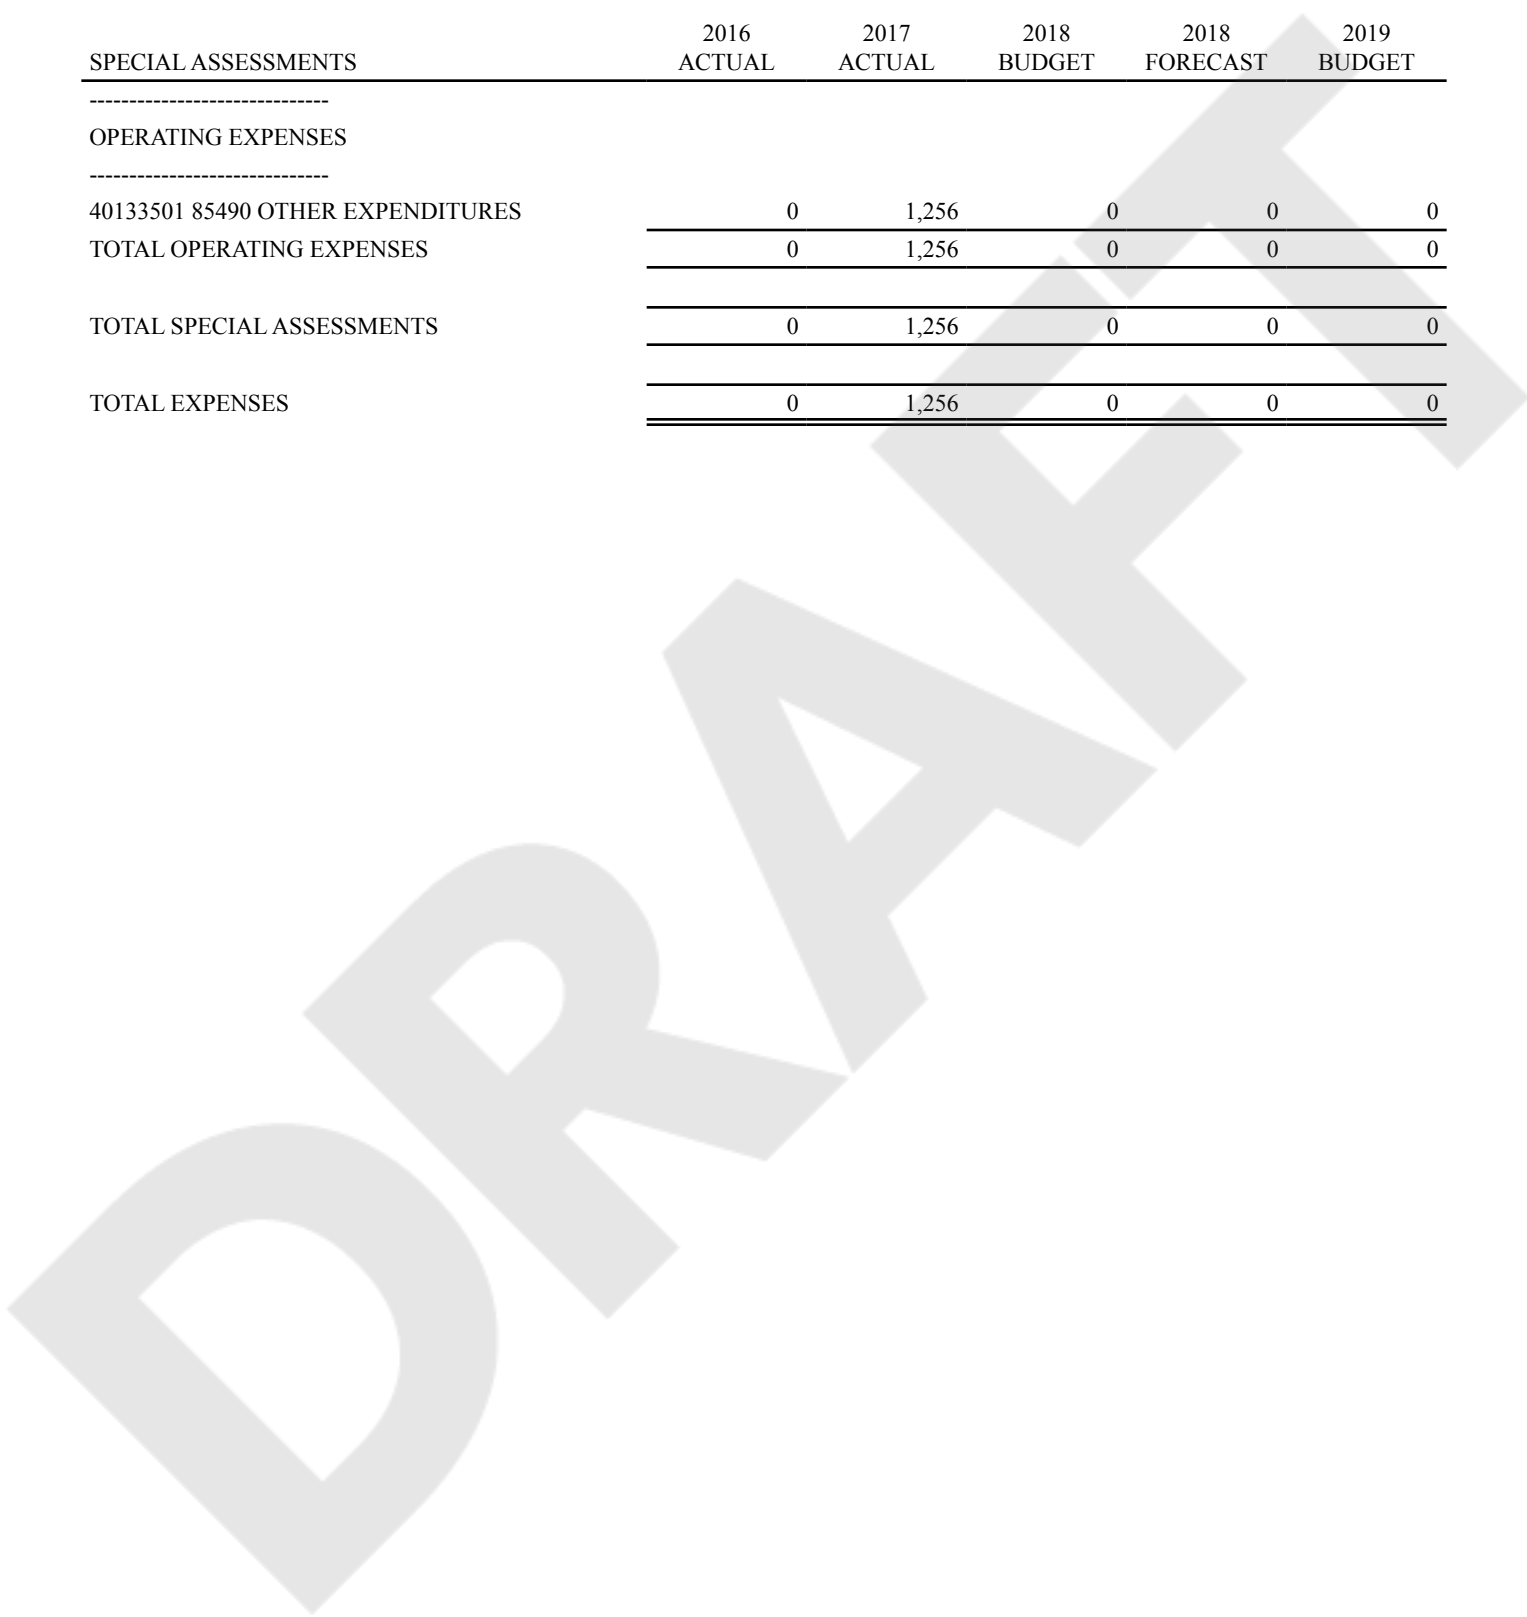 2016 2017 2018 2018 2019
SPECIAL ASSESSMENTS ACTUAL ACTUAL BUDGET FORECAST BUDGET
------------------------------
OPERATING EXPENSES
------------------------------
40133501 85490 OTHER EXPENDITURES 0 1,256 0 0 0
TOTAL OPERATING EXPENSES 0 1,256 0 0 0
TOTAL SPECIAL ASSESSMENTS 0 1,256 0 0 0
TOTAL EXPENSES 0 1,256 0 0 0
DRAFT